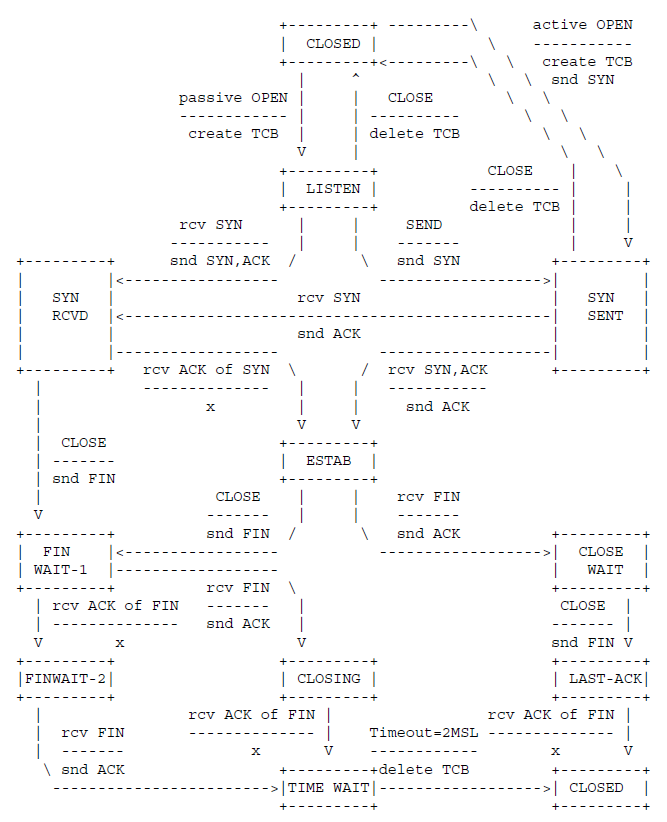 +---------+ ---------\ active OPEN
| CLOSED | \ -----------
+---------+<---------\ \ create TCB
| ^ \ \ snd SYN
passive OPEN | | CLOSE \ \
------------ | | ---------- \ \
create TCB | | delete TCB \ \
V | \ \
+---------+ CLOSE | \
| LISTEN | ---------- | |
+---------+ delete TCB | |
rcv SYN | | SEND | |
----------- | | ------- | V
+---------+ snd SYN,ACK / \ snd SYN +---------+
| |<----------------- ------------------>| |
| SYN | rcv SYN | SYN |
| RCVD |<-----------------------------------------------| SENT |
| | snd ACK | |
| |------------------ -------------------| |
+---------+ rcv ACK of SYN \ / rcv SYN,ACK +---------+
| -------------- | | -----------
| x | | snd ACK
| V V
| CLOSE +---------+
| ------- | ESTAB |
| snd FIN +---------+
| CLOSE | | rcv FIN
V ------- | | -------
+---------+ snd FIN / \ snd ACK +---------+
| FIN |<----------------- ------------------>| CLOSE |
| WAIT-1 |------------------ | WAIT |
+---------+ rcv FIN \ +---------+
| rcv ACK of FIN ------- | CLOSE |
| -------------- snd ACK | ------- |
V x V snd FIN V
+---------+ +---------+ +---------+
|FINWAIT-2| | CLOSING | | LAST-ACK|
+---------+ +---------+ +---------+
| rcv ACK of FIN | rcv ACK of FIN |
| rcv FIN -------------- | Timeout=2MSL -------------- |
| ------- x V ------------ x V
\ snd ACK +---------+delete TCB +---------+
------------------------>|TIME WAIT|------------------>| CLOSED |
+---------+ +---------+